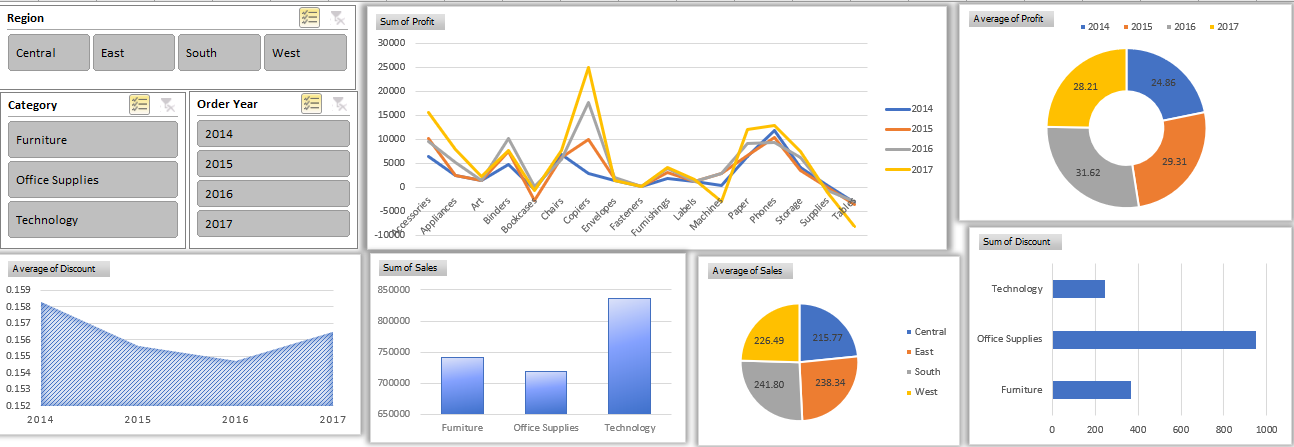 Region
Central East South West
Category
Furniture
Office Supplies
Technology
Order Year
2014
2015
2016
2017
Sum of Profit
30000
25000
20000
15000
10000
5000
0
-5000
-10000
Accessories Appliances Art Binders Bookcases Chairs Copiers Envelopes Fasteners Furnishings Labels Machines Paper Phones Storage Supplies Tables
2014
2015
2016
2017
Average of Profit
2014 2015 2016 2017
28.21 24.86
31.62 29.31
Average of Discount
0.159
0.158
0.157
0.156
0.155
0.154
0.153
0.152
2014 2015 2016 2017
Sum of Sales
850000
800000
750000
700000
650000
Furniture Office Supplies Technology
Average of Sales
226.49 215.77
241.80 238.34
Central
East
South
West
Sum of Discount
Technology
Office Supplies
Furniture
0 200 400 600 800 1000